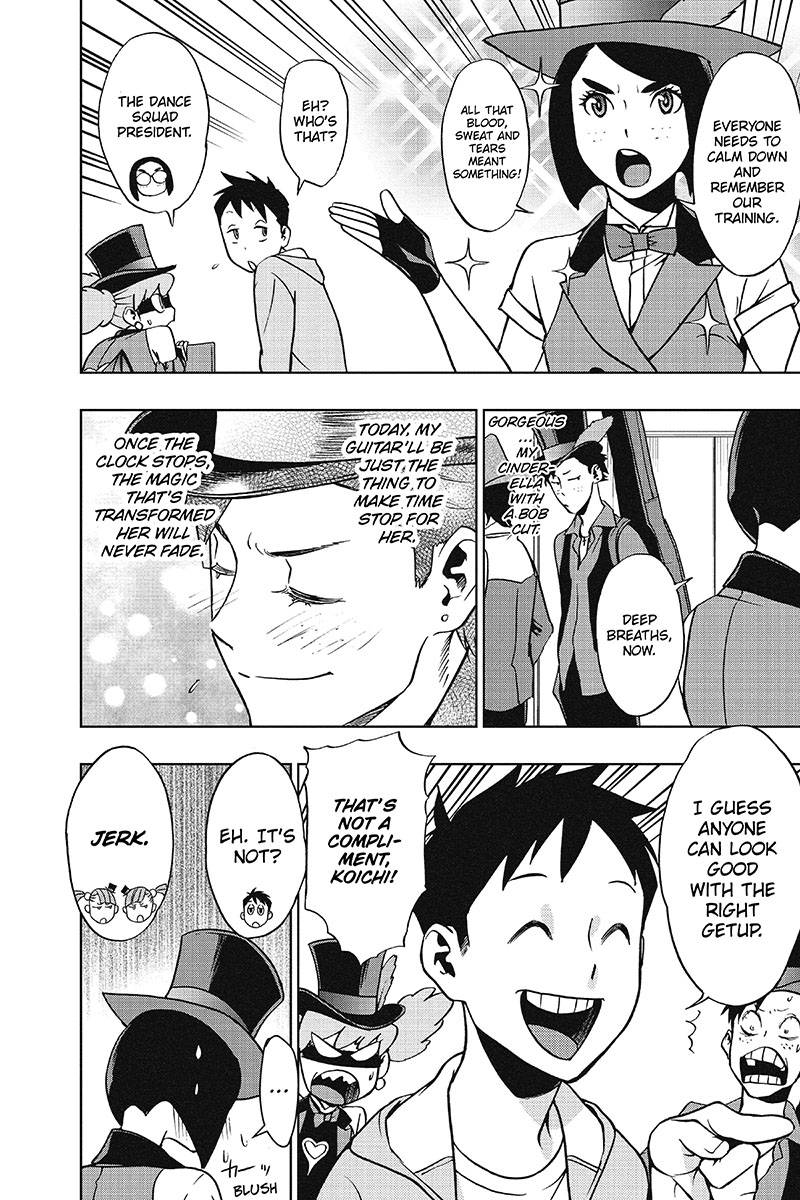 EVERYONE
NEEDS TO
CALM DOWN
AND
REMEMBER
OUR
TRAINING.
ALL THAT
BLOOD,
SWEAT AND
TEARS
MEANT
SOMETHING!
EH?
WHO'S
THAT?
THE DANCE
SQUAD
PRESIDENT.
GORGEOUS
...
MY
CINDER-
ELLA
WITH
A BOB
CUT.
DEEP
BREATHS,
NOW.
TODAY, MY
GUITAR'LL BE
JUST THE
THING TO
MAKE TIME
STOP FOR
HER.
ONCE THE
CLOCK STOPS,
THE MAGIC
THAT'S
TRANSFORMED
HER WILL
NEVER FADE.
I GUESS
ANYONE
CAN LOOK
GOOD
WITH THE
RIGHT
GETUP.
THAT'S
NOT A
COMPLI-
MENT,
KOICHI!
EH. IT'S
NOT?
JERK.
...
カーッ
BLUSH